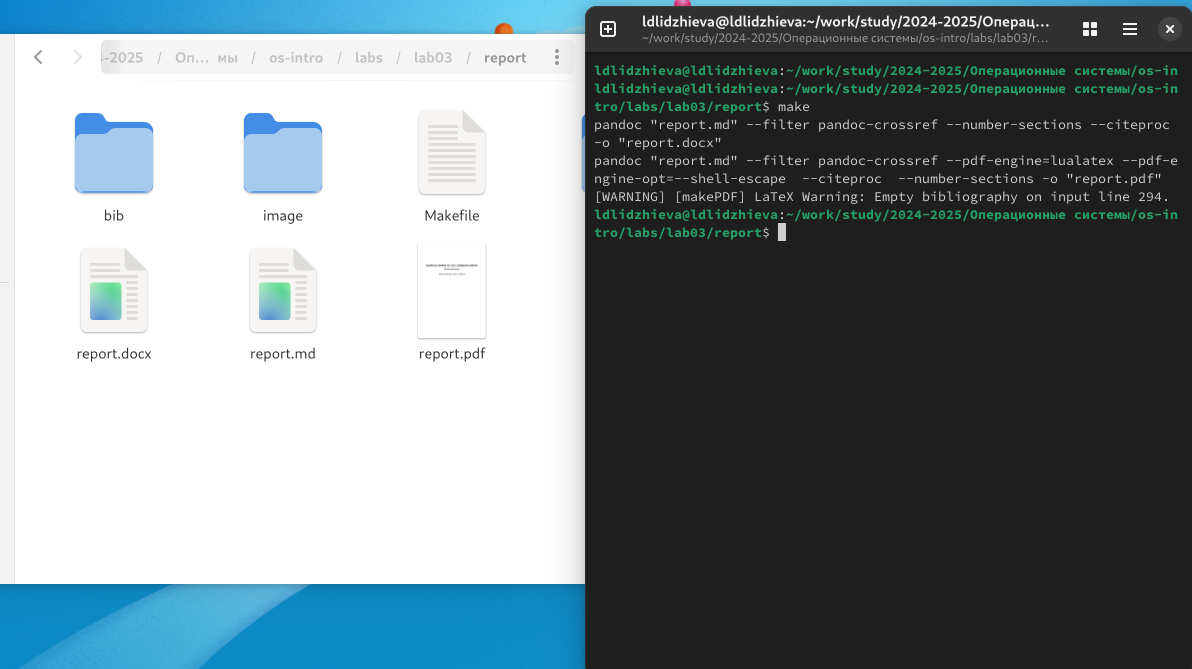 -2025 / Оп… мы / os-intro / labs / lab03 / report
bib
image
Makefile
report.docx
report.md
report.pdf
ldlidzhieva@ldlidzhieva:~/work/study/2024-2025/Операц…
~/work/study/2024-2025/Операционные системы/os-intro/labs/lab03/r…
ldlidzhieva@ldlidzhieva:~/work/study/2024-2025/Операционные системы/os-in
ldlidzhieva@ldlidzhieva:~/work/study/2024-2025/Операционные системы/os-in
tro/labs/lab03/report$ make
pandoc "report.md" --filter pandoc-crossref --number-sections --citeproc
-o "report.docx"
pandoc "report.md" --filter pandoc-crossref --pdf-engine=lualatex --pdf-e
ngine-opt=--shell-escape  --citeproc  --number-sections -o "report.pdf"
[WARNING] [makePDF] LaTeX Warning: Empty bibliography on input line 294.
ldlidzhieva@ldlidzhieva:~/work/study/2024-2025/Операционные системы/os-in
tro/labs/lab03/report$